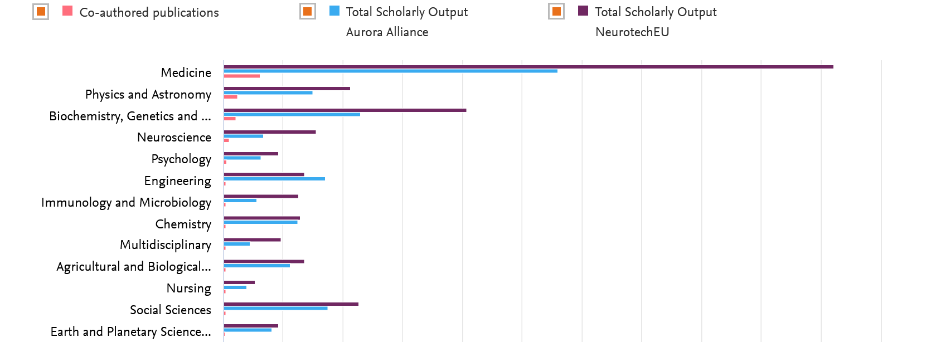 Co-authored publications
Total Scholarly Output
Aurora Alliance
Total Scholarly Output
NeurotechEU
Medicine
Physics and Astronomy
Biochemistry, Genetics and ...
Neuroscience
Psychology
Engineering
Immunology and Microbiology
Chemistry
Multidisciplinary
Agricultural and Biological...
Nursing
Social Sciences
Earth and Planetary Science...